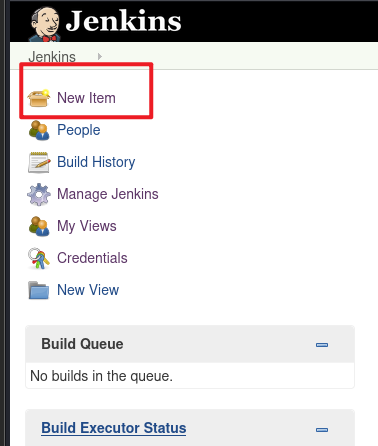 Jenkins
Jenkins
New Item
People
Build History
Manage Jenkins
My Views
Credentials
New View
Build Queue
No builds in the queue.
Build Executor Status